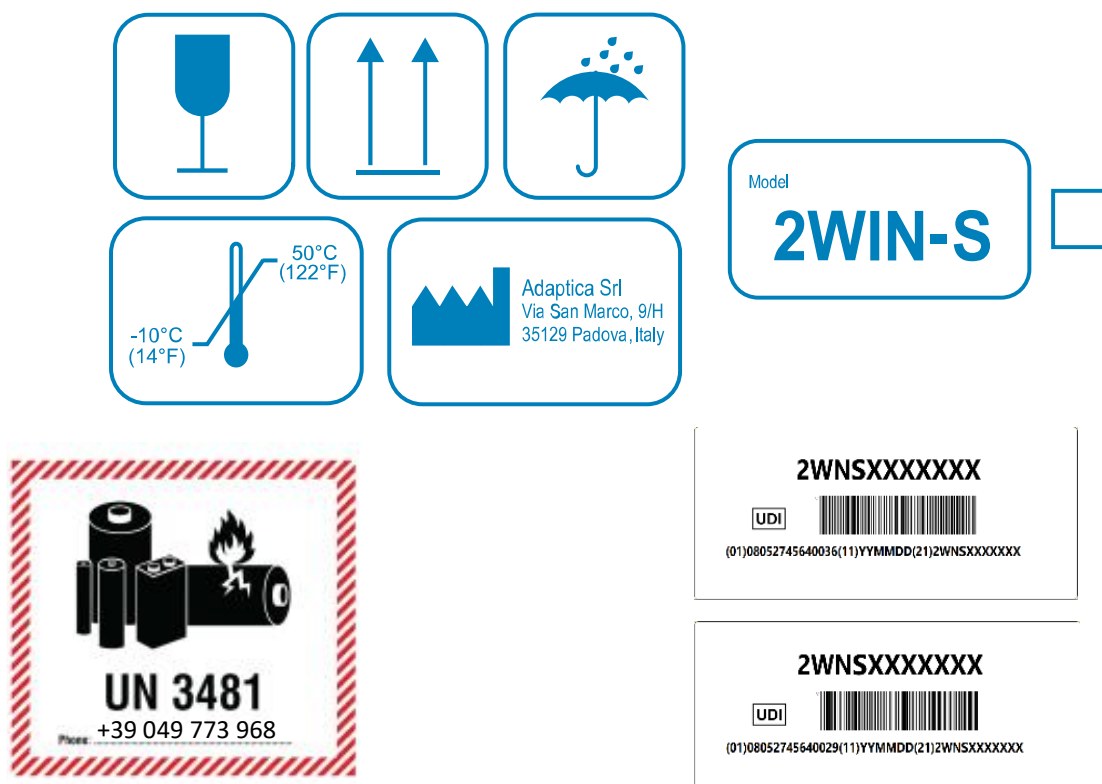 Model
2WIN-S
50°C
(122°F)
-10°C
(14°F)
Adaptica Srl
Via San Marco, 9/H
35129 Padova, Italy
UN 3481
Phone: +39 049 773 968
2WNSXXXXXXX
UDI
(01)08052745640036(11)YYMMDD(21)2WNSXXXXXXX
2WNSXXXXXXX
UDI
(01)08052745640029(11)YYMMDD(21)2WNSXXXXXXX